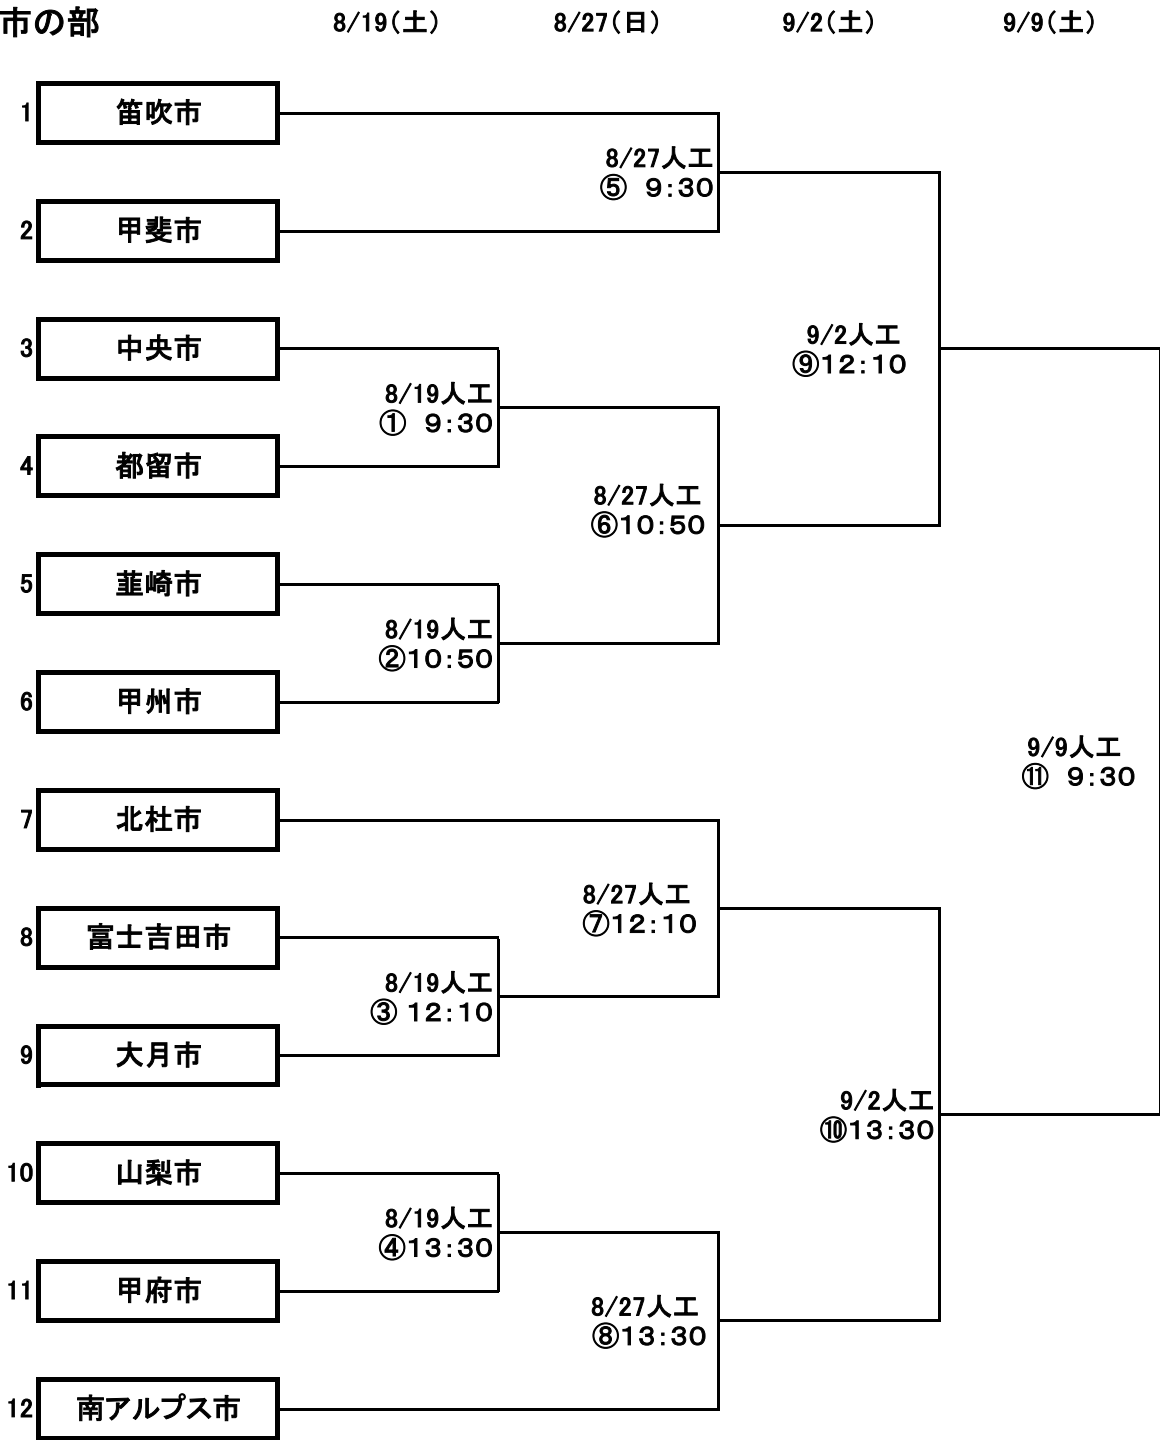 市の部 8/19(土) 8/27(日) 9/2(土) 9/9(土)
1 笛吹市
8/27人工
⑤ 9:30
2 甲斐市
9/2人工
⑨12:10
3 中央市
8/19人工
① 9:30
4 都留市
8/27人工
⑥10:50
5 韮崎市
8/19人工
②10:50
6 甲州市
9/9人工
⑪ 9:30
7 北杜市
8/27人工
⑦12:10
8 富士吉田市
8/19人工
③ 12:10
9 大月市
9/2人工
⑩13:30
10 山梨市
8/19人工
④13:30
11 甲府市
8/27人工
⑧13:30
12 南アルプス市